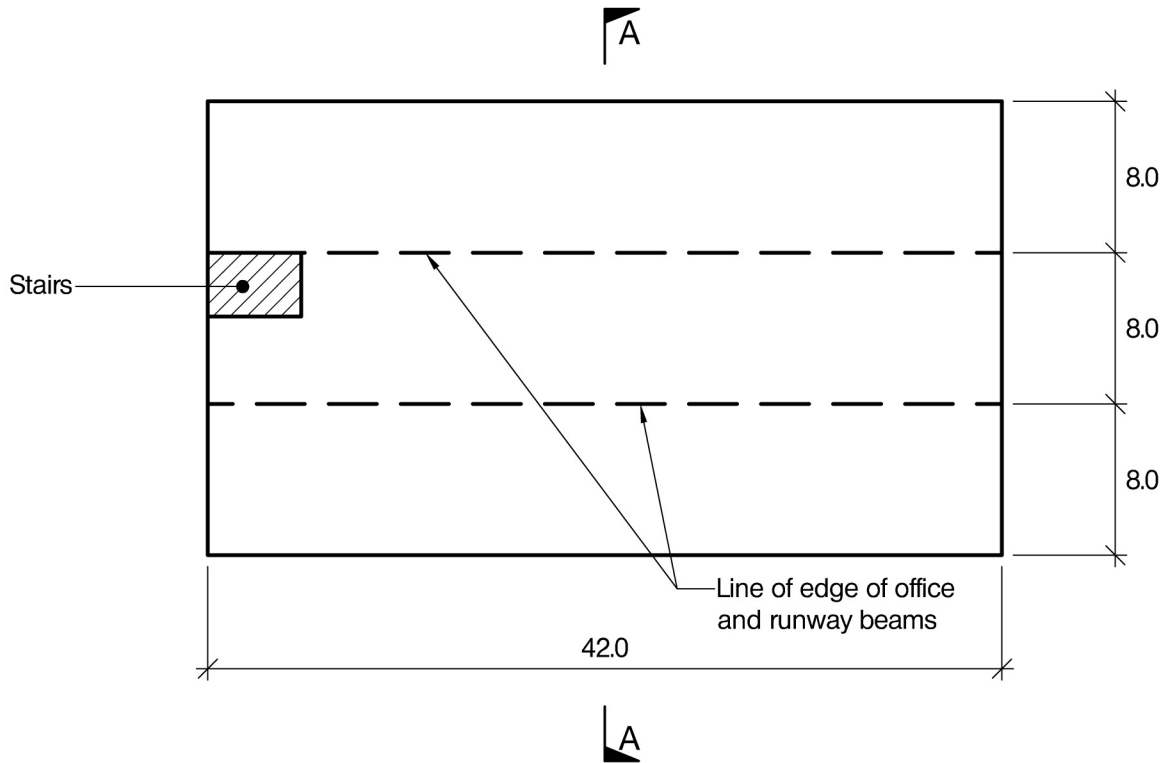 A
8.0
Stairs
8.0
8.0
Line of edge of office
and runway beams
42.0
A